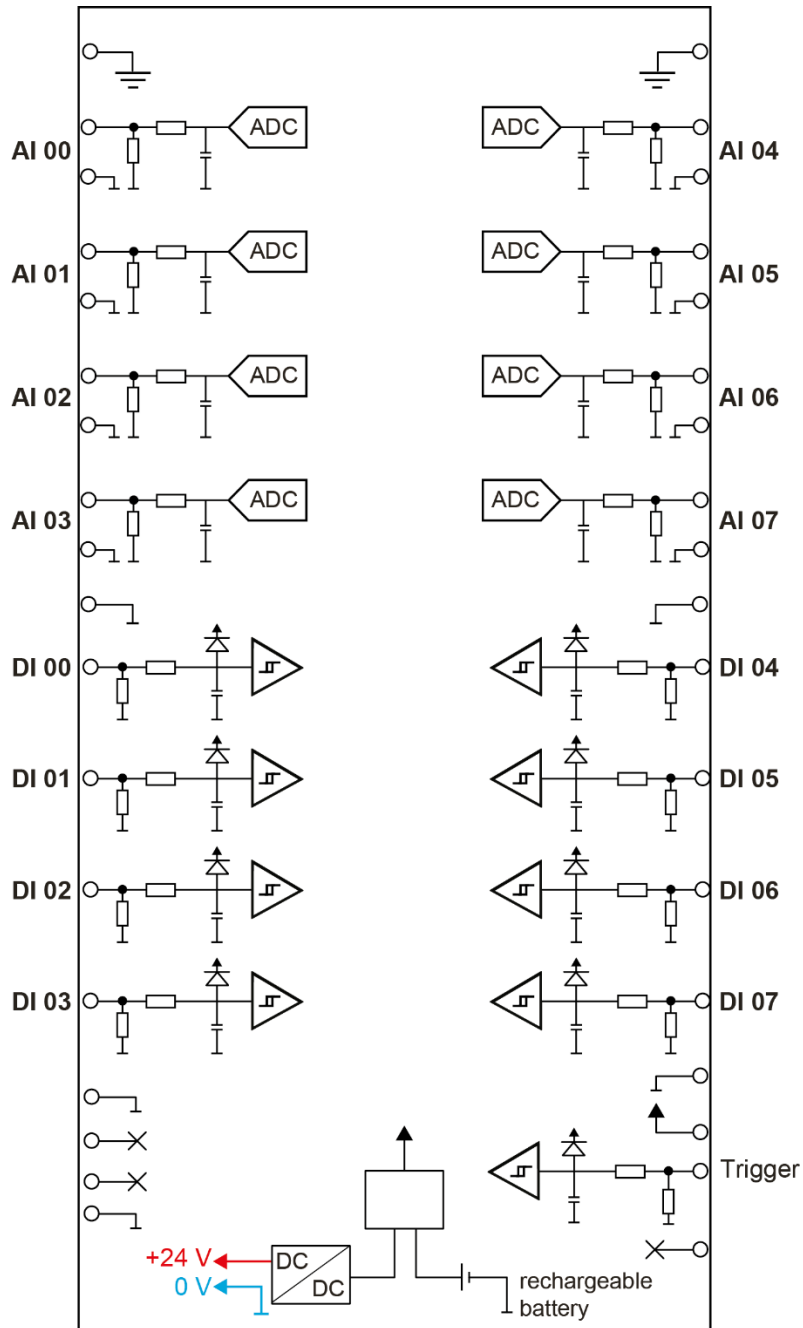 ADC ADC
AI 00 AI 04
ADC ADC
AI 01 AI 05
ADC ADC
AI 02 AI 06
ADC ADC
AI 03 AI 07
DI 00 DI 04
DI 01 DI 05
DI 02 DI 06
DI 03 DI 07
Trigger
+24 V DC
0 V DC
rechargeable
battery